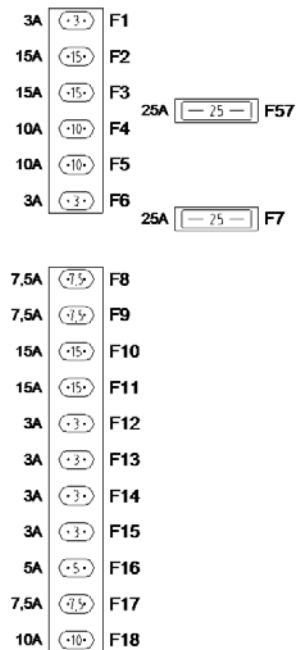 3A ·3· F1
15A ·15· F2
15A ·15· F3
10A ·10· F4
10A ·10· F5
3A ·3· F6
25A — 25 — F57
25A — 25 — F7
7,5A ·7,5· F8
7,5A ·7,5· F9
15A ·15· F10
15A ·15· F11
3A ·3· F12
3A ·3· F13
3A ·3· F14
3A ·3· F15
5A ·5· F16
7,5A ·7,5· F17
10A ·10· F18